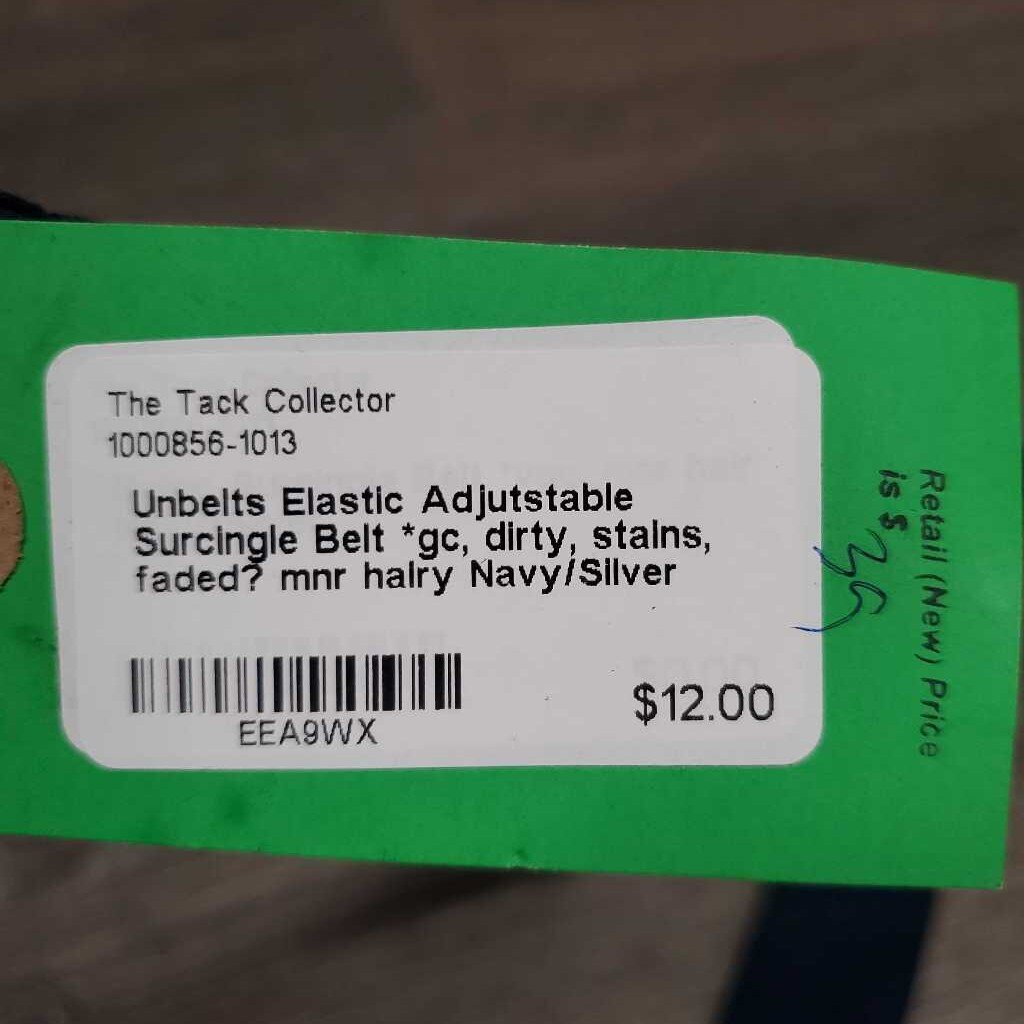 The Tack Collector
1000856-1013
Unbelts Elastic Adjutstable
Surcingle Belt *gc, dirty, stains,
faded? mnr hairy Navy/Silver
EEA9WX
$12.00
Retail (New) Price
is $